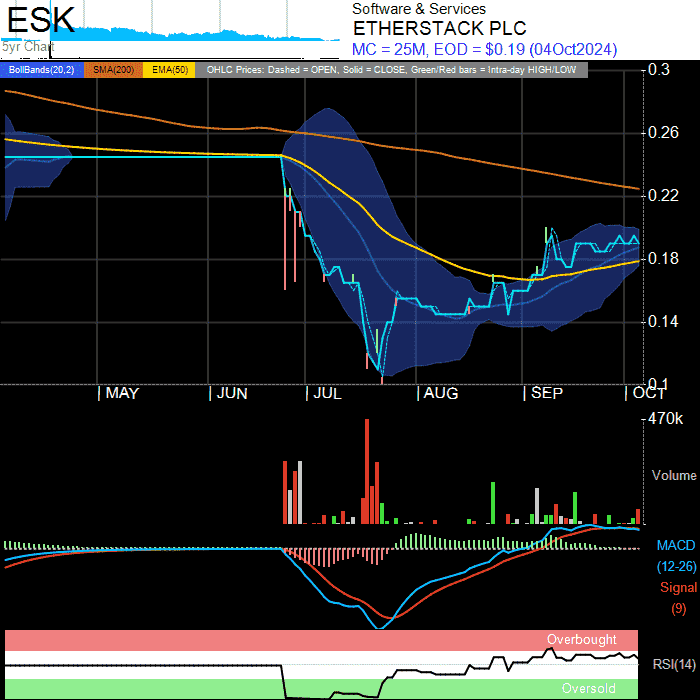 ESK
5yr Chart
Software & Services
ETHERSTACK PLC
MC = 25M, EOD = $0.19 (04Oct2024)
BollBands(20,2) SMA(200) EMA(50) OHLC Prices: Dashed = OPEN, Solid = CLOSE, Green/Red bars = Intra-day HIGH/LOW
0.3
0.26
0.22
0.18
0.14
0.1
MAY JUN JUL AUG SEP OCT
470k
Volume
MACD
(12-26)
Signal
(9)
Overbought
RSI(14)
Oversold